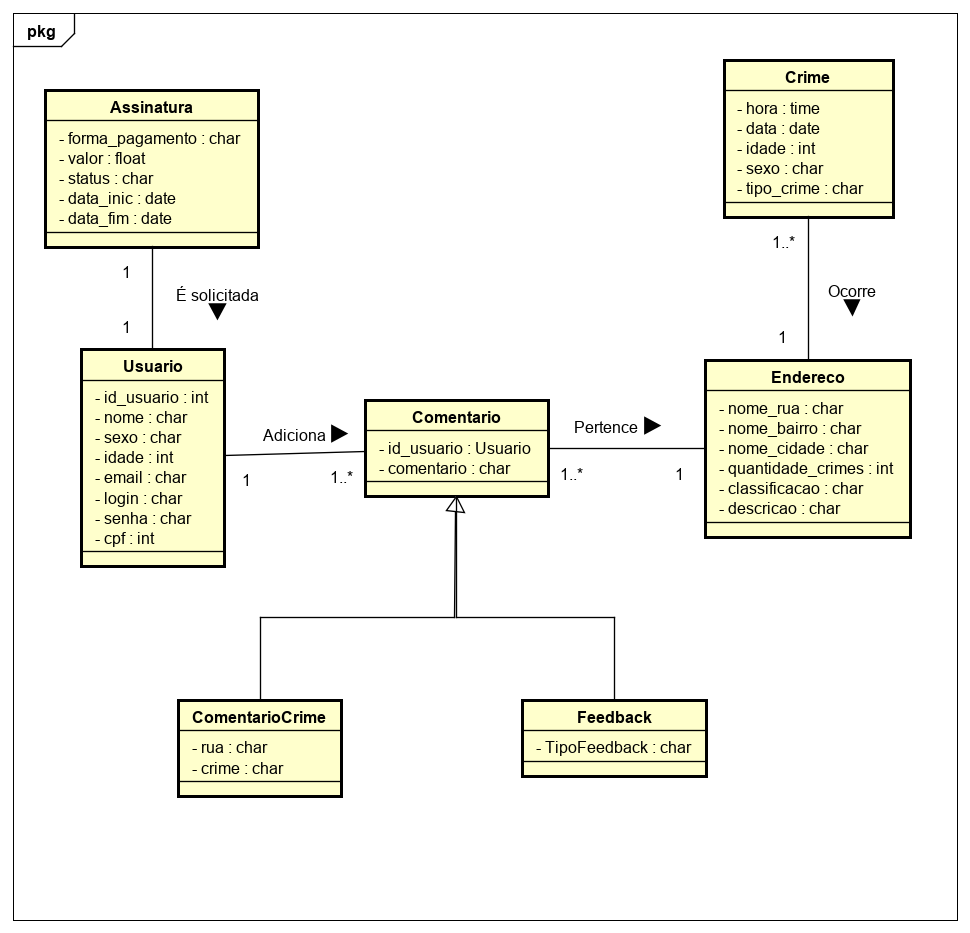 pkg
Assinatura
- forma_pagamento : char
- valor : float
- status : char
- data_inic : date
- data_fim : date
Crime
- hora : time
- data : date
- idade : int
- sexo : char
- tipo_crime : char
1
É solicitada
1
1..*
Ocorre
1
Usuario
- id_usuario : int
- nome : char
- sexo : char
- idade : int
- email : char
- login : char
- senha : char
- cpf : int
Adiciona
1
1..*
Comentario
- id_usuario : Usuario
- comentario : char
Pertence
1..*
1
Endereco
- nome_rua : char
- nome_bairro : char
- nome_cidade : char
- quantidade_crimes : int
- classificacao : char
- descricao : char
ComentarioCrime
- rua : char
- crime : char
Feedback
- TipoFeedback : char